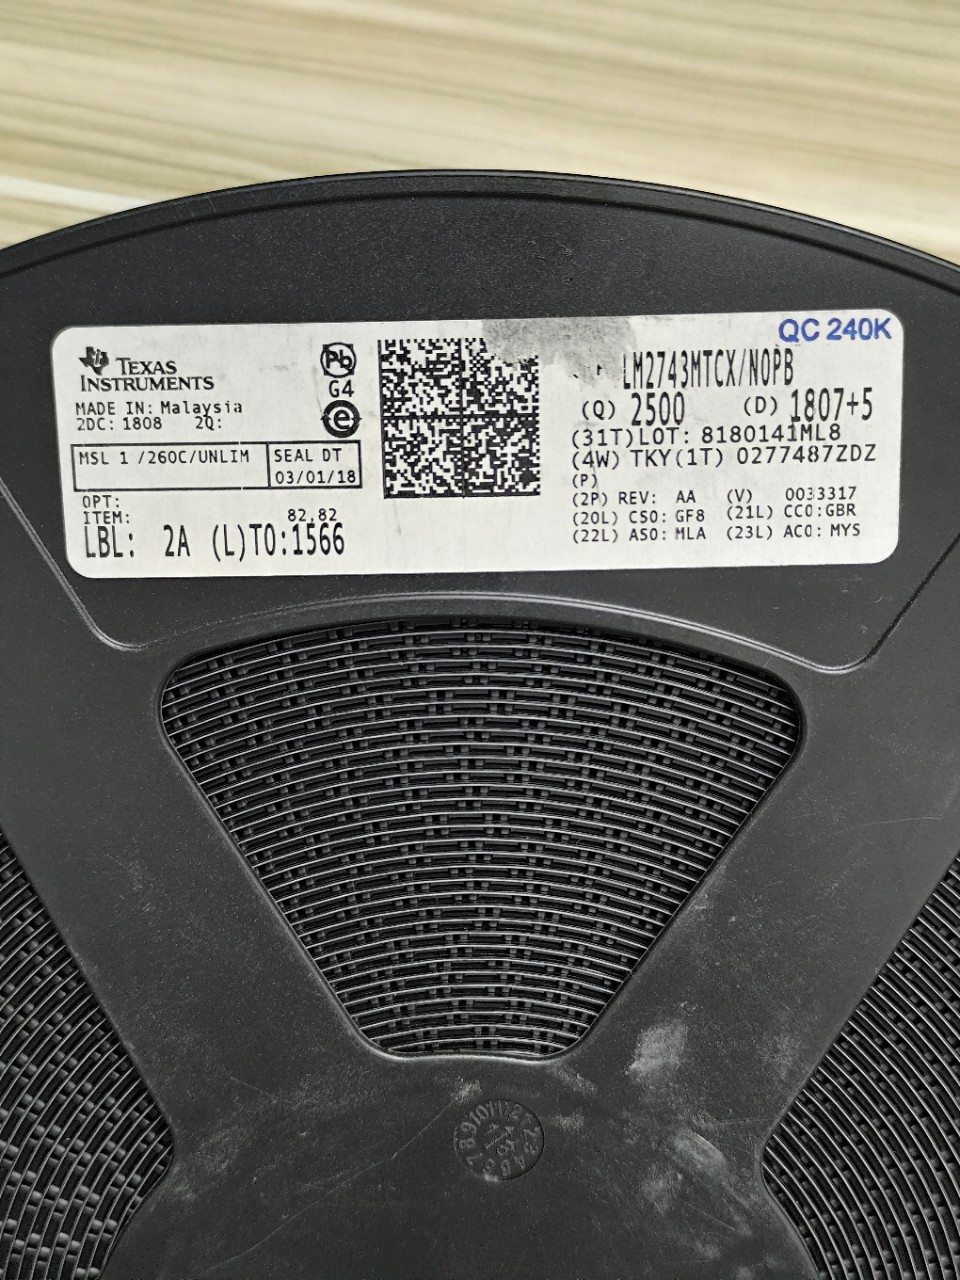 QC 240K
TEXAS
INSTRUMENTS
MADE IN: Malaysia
2DC: 1808 2Q:
Pb
G4
e
MSL 1 /260C/UNLIM
SEAL DT
03/01/18
OPT:
ITEM:
82,82
LBL: 2A (L)TO:1566
LM2743MTCX/NOPB
(Q) 2500 (D) 1807+5
(31T)LOT: 8180141ML8
(4W) TKY(1T) 0277487ZDZ
(P)
(2P) REV: AA (V) 0033317
(20L) CSO: GF8 (21L) CCO:GBR
(22L) ASO: MLA (23L) ACO: MYS